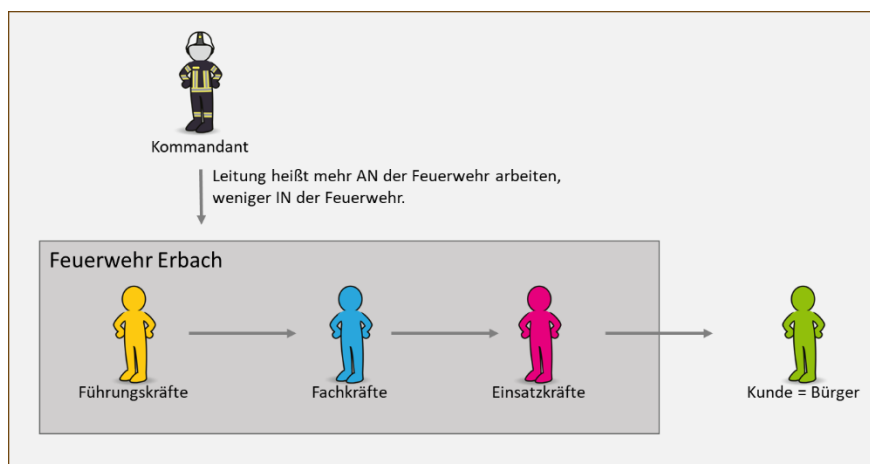 Kommandant
Leitung heißt mehr AN der Feuerwehr arbeiten,
weniger IN der Feuerwehr.
Feuerwehr Erbach
Führungskräfte
Fachkräfte
Einsatzkräfte
Kunde = Bürger